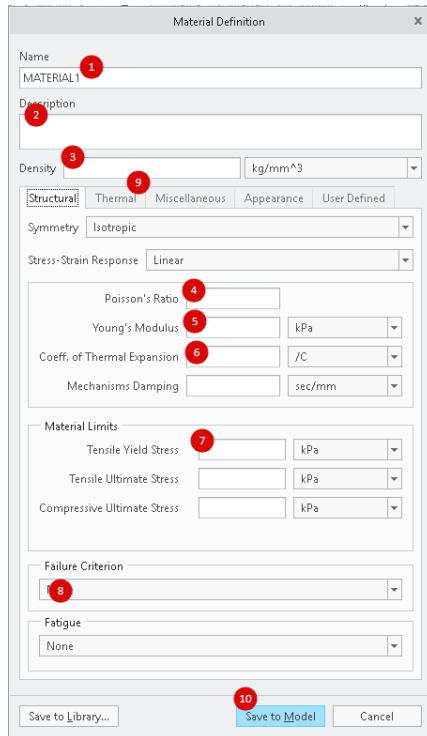 Material Definition x
Name
1
MATERIAL1
Description
2
3
Density kg/mm^3
9
Structural Thermal Miscellaneous Appearance User Defined
Symmetry Isotropic
Stress-Strain Response Linear
Poisson's Ratio 4
Young's Modulus 5 kPa
Coeff. of Thermal Expansion 6 /C
Mechanisms Damping sec/mm
Material Limits
Tensile Yield Stress 7 kPa
Tensile Ultimate Stress kPa
Compressive Ultimate Stress kPa
Failure Criterion
8
Fatigue
None
10
Save to Library... Save to Model Cancel